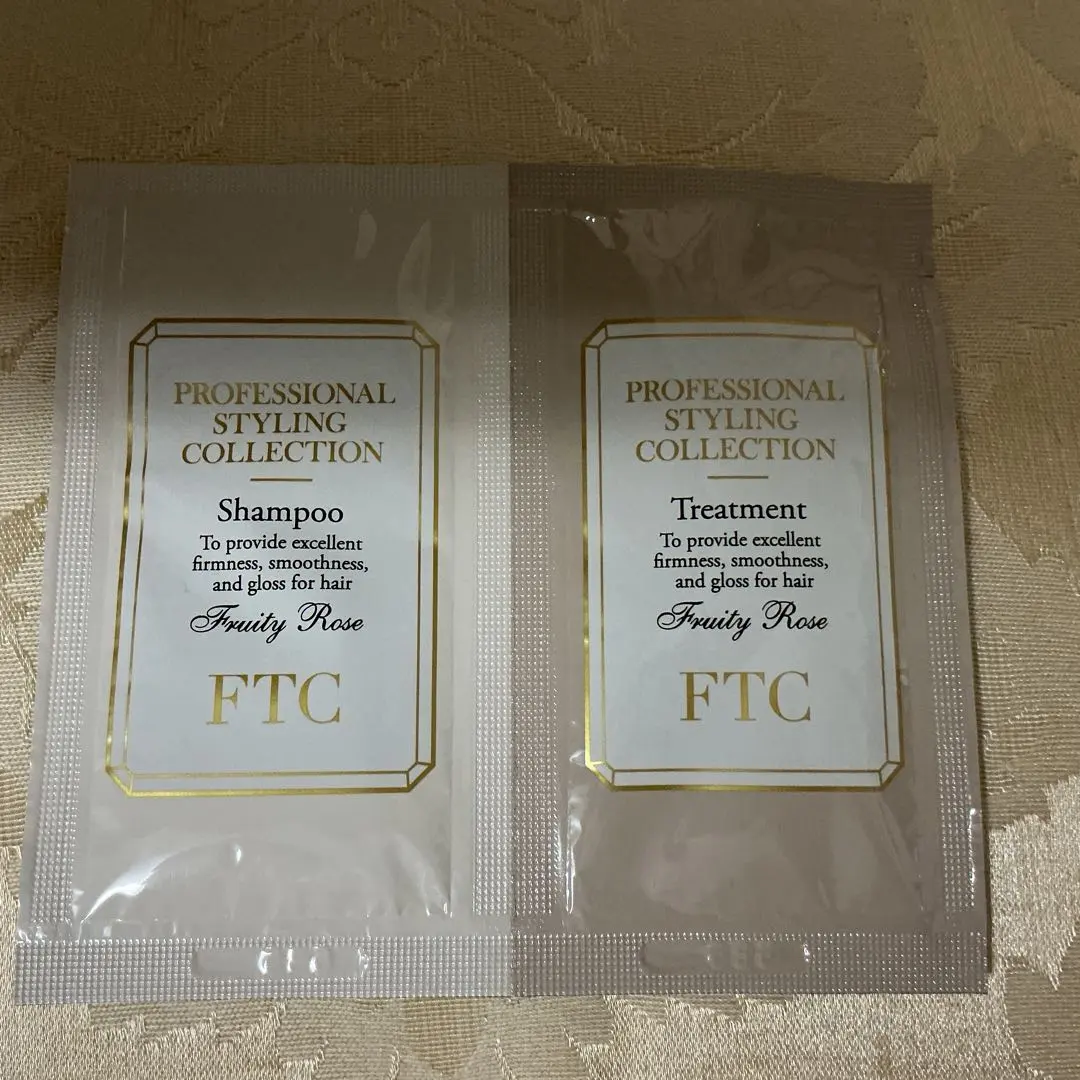 PROFESSIONAL
STYLING
COLLECTION
Shampoo
To provide excellent
firmness, smoothness,
and gloss for hair
Fruity Rose
FTC
PROFESSIONAL
STYLING
COLLECTION
Treatment
To provide excellent
firmness, smoothness,
and gloss for hair
Fruity Rose
FTC